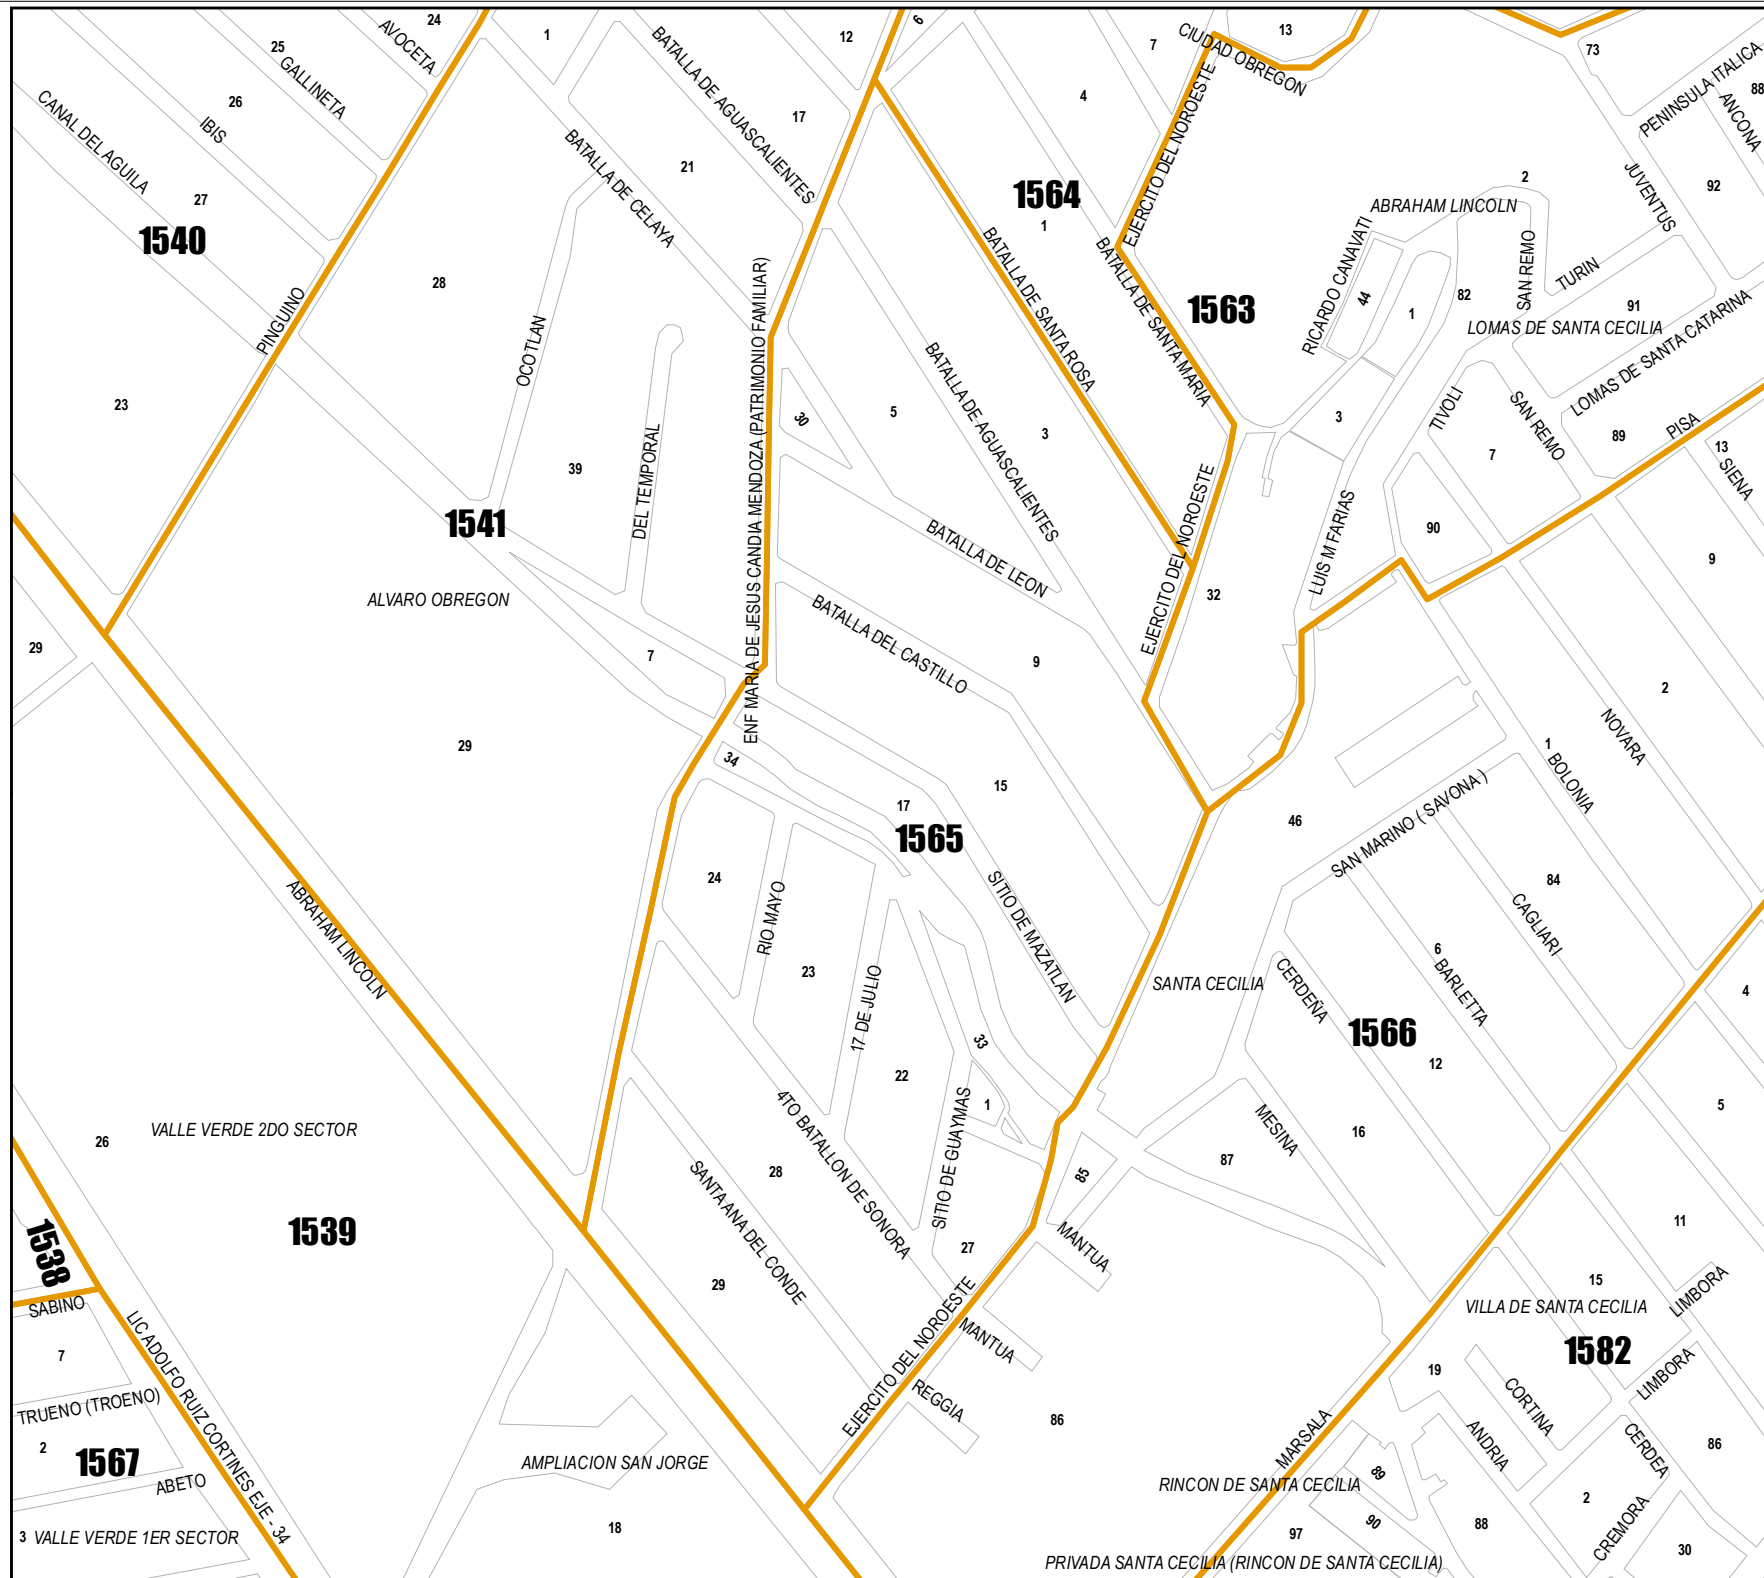 24
AVOCETA
1
BATALLA DE AGUASCALIENTES
12
6
7
CIUDAD OBREGON
13
73
PENINSULA ITALICA
88
ANCONA
25
GALLINETA
26
IBIS
CANAL DEL AGUILA
27
1540
23
PINGUINO
28
BATALLA DE CELAYA
21
17
4
EJERCITO DEL NOROESTE
1564
1
BATALLA DE SANTA ROSA
BATALLA DE SANTA MARIA
EJERCITO DEL NOROESTE
2
ABRAHAM LINCOLN
JUVENTUS
92
RICARDO CANAVATI
44
1
82
SAN REMO
TURIN
91
LOMAS DE SANTA CECILIA
LOMAS DE SANTA CATARINA
1563
OCOTLAN
39
DEL TEMPORAL
ENF MARIA DE JESUS CANDIA MENDOZA (PATRIMONIO FAMILIAR)
30
5
BATALLA DE AGUASCALIENTES
3
3
TIVOLI
SAN REMO
7
89
PISA
13
SIENA
90
LUIS M FARIAS
9
1541
ALVARO OBREGON
BATALLA DE LEON
BATALLA DEL CASTILLO
9
EJERCITO DEL NOROESTE
32
29
7
29
34
17
15
1565
2
NOVARA
1
BOLONIA
46
SAN MARINO ( SAVONA )
84
CAGLIARI
6
BARLETTA
ABRAHAM LINCOLN
24
RIO MAYO
23
17 DE JULIO
SITIO DE MAZATLAN
SANTA CECILIA
CERDEÑA
1566
12
4
5
33
22
1
SITIO DE GUAYMAS
4TO BATALLON DE SONORA
28
SANTA ANA DEL CONDE
29
27
85
MANTUA
87
MESINA
16
26
VALLE VERDE 2DO SECTOR
1539
1538
SABINO
7
TRUENO (TROENO)
2
1567
ABETO
3
VALLE VERDE 1ER SECTOR
LIC ADOLFO RUIZ CORTINES EJE - 34
AMPLIACION SAN JORGE
18
EJERCITO DEL NOROESTE
MANTUA
REGGIA
86
11
15
LIMBORA
VILLA DE SANTA CECILIA
1582
LIMBORA
19
CORTINA
ANDRIA
CERDEA
86
MARSALA
RINCON DE SANTA CECILIA
89
90
97
88
2
CREMORA
30
PRIVADA SANTA CECILIA (RINCON DE SANTA CECILIA)